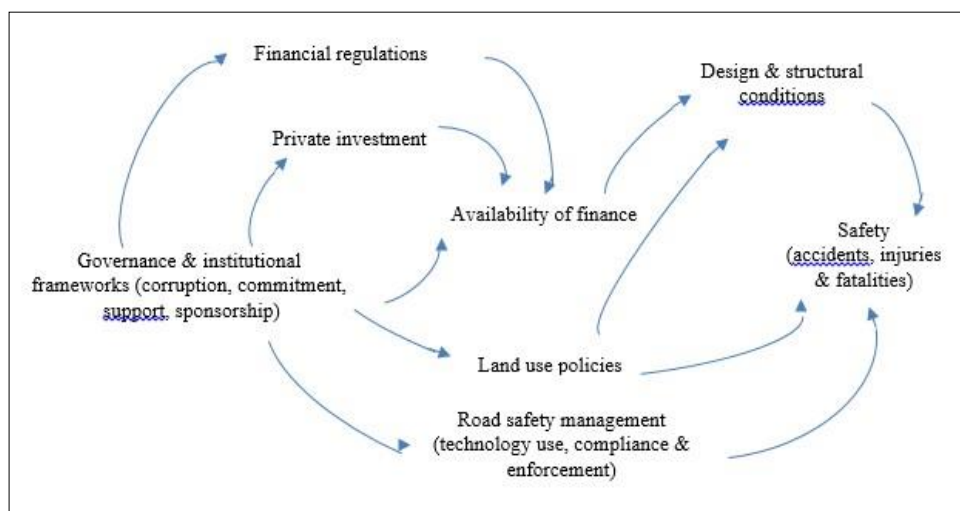 Financial regulations
Design & structural
conditions
Private investment
Availability of finance
Safety
(accidents, injuries
& fatalities)
Governance & institutional
frameworks (corruption, commitment,
support, sponsorship)
Land use policies
Road safety management
(technology use, compliance &
enforcement)